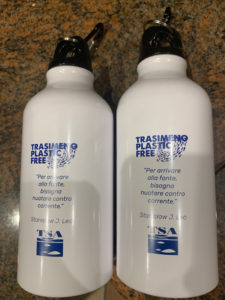 TRASIMENO
PLASTIC
FREE
"Per arrivare
alla fonte,
bisogna
nuotare contro
corrente."
Stanislaw J. Lec
TSA
TRASIMENO
PLASTIC
FREE
"Per arrivare
alla fonte,
bisogna
nuotare contro
corrente."
Stanislaw J. Lec
TSA